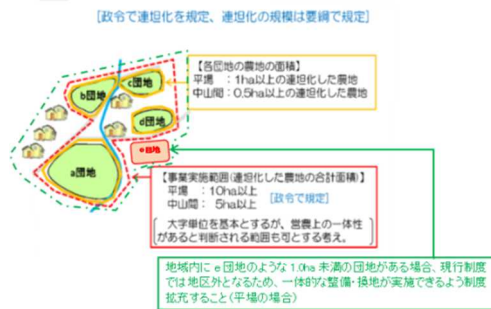 [政令で連坦化を規定、連坦化の規模は要綱で規定]
【各団地の農地の面積】
平場　：1ha以上の連坦化した農地
中山間：0.5ha以上の連坦化した農地
b団地
c団地
d団地
e団地
a団地
【事業実施範囲(連坦化した農地の合計面積)】
平場　：10ha以上
中山間：5ha以上
[政令で規定]
大字単位を基本とするが、営農上の一体性
があると判断される範囲も可とする考え。
地域内にe団地のような1.0ha未満の団地がある場合、現行制度
では地区外となるため、一体的な整備・換地が実施できるよう制度
拡充すること(平場の場合)